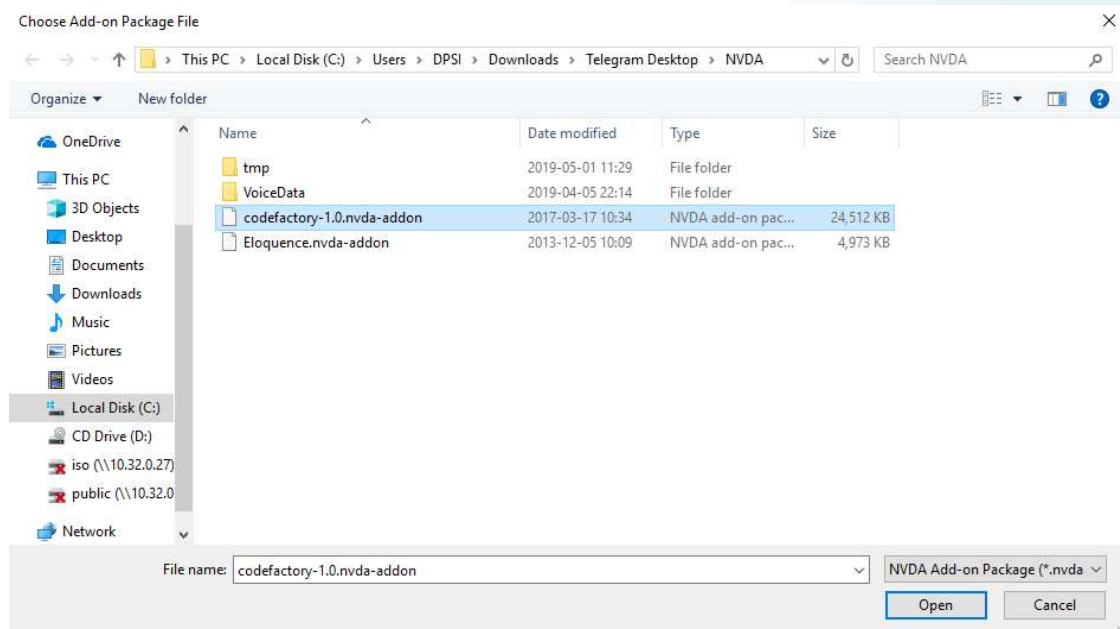 Choose Add-on Package File
This PC > Local Disk (C:) > Users > DPSI > Downloads > Telegram Desktop > NVDA
Search NVDA
Organize
New folder
Name Date modified Type Size
tmp 2019-05-01 11:29 File folder
VoiceData 2019-04-05 22:14 File folder
codefactory-1.0.nvda-addon 2017-03-17 10:34 NVDA add-on pac... 24,512 KB
Eloquence.nvda-addon 2013-12-05 10:09 NVDA add-on pac... 4,973 KB
OneDrive
This PC
3D Objects
Desktop
Documents
Downloads
Music
Pictures
Videos
Local Disk (C:)
CD Drive (D:)
iso (\\10.32.0.27)
public (\\10.32.0
Network
File name: codefactory-1.0.nvda-addon
NVDA Add-on Package (*.nvda
Open
Cancel